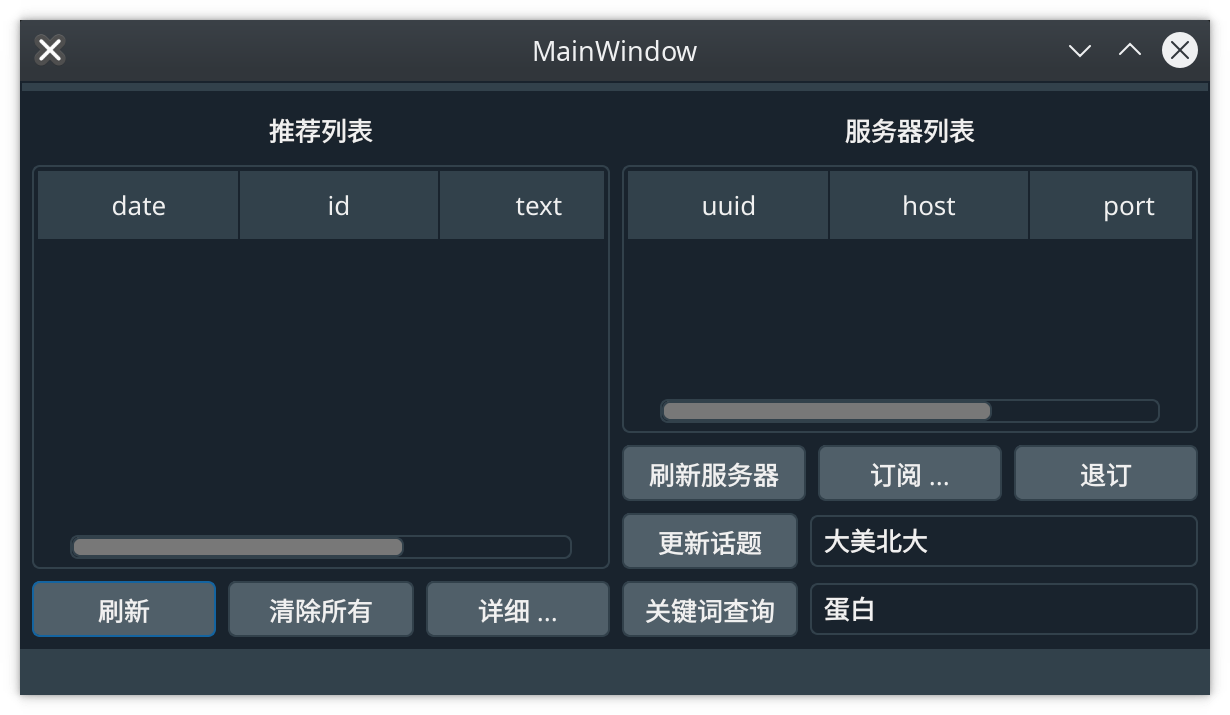 MainWindow
推荐列表
date id text
刷新 清除所有 详细 ...
服务器列表
uuid host port
刷新服务器 订阅 ... 退订
更新话题 大美北大
关键词查询 蛋白